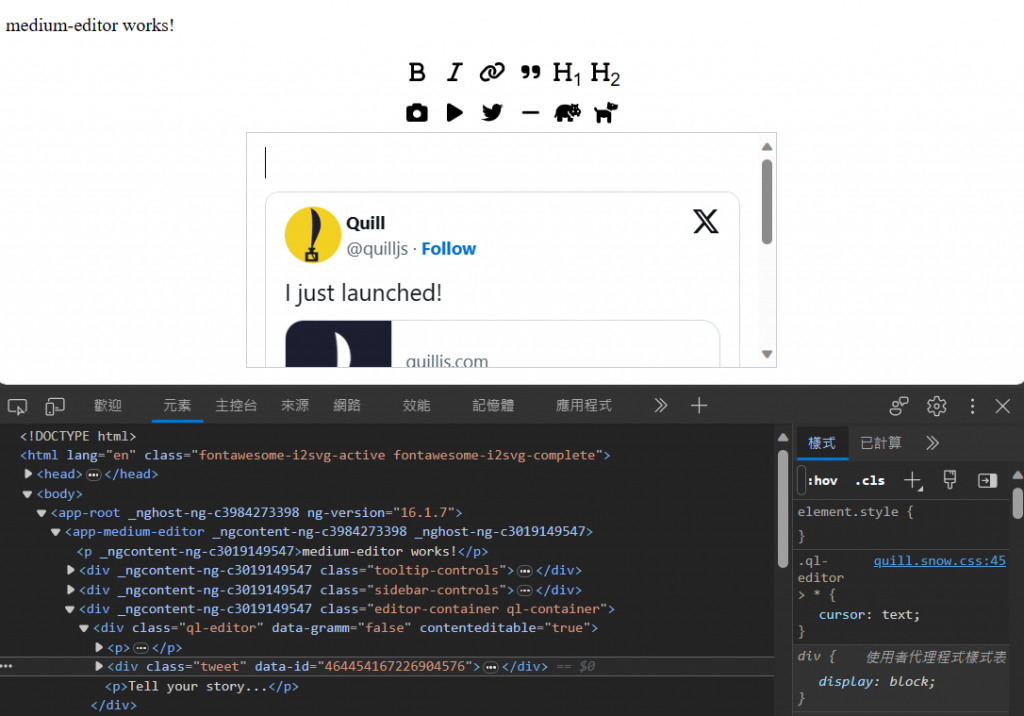 medium-editor works!
B I H1 H2
Quill
@quilljs · Follow
I just launched!
quilljs.com
歡迎 元素 主控台 來源 網路 效能 記憶體 應用程式
<!DOCTYPE html>
<html lang="en" class="fontawesome-i2svg-active fontawesome-i2svg-complete">
<head> ••• </head>
<body>
<app-root _nghost-ng-c3984273398 ng-version="16.1.7">
<app-medium-editor _ngcontent-ng-c3984273398 _nghost-ng-c3019149547>
<p _ngcontent-ng-c3019149547>medium-editor works!</p>
<div _ngcontent-ng-c3019149547 class="tooltip-controls"> ••• </div>
<div _ngcontent-ng-c3019149547 class="sidebar-controls"> ••• </div>
<div _ngcontent-ng-c3019149547 class="editor-container ql-container">
<div class="ql-editor" data-gramm="false" contenteditable="true">
<p> ••• </p>
<div class="tweet" data-id="464454167226904576"> ••• </div> == $0
<p>Tell your story...</p>
</div>
樣式 已計算
:hov .cls
element.style {
}
.ql-editor > * { quill.snow.css:45
cursor: text;
}
div { 使用者代理程式樣式表
display: block;
}